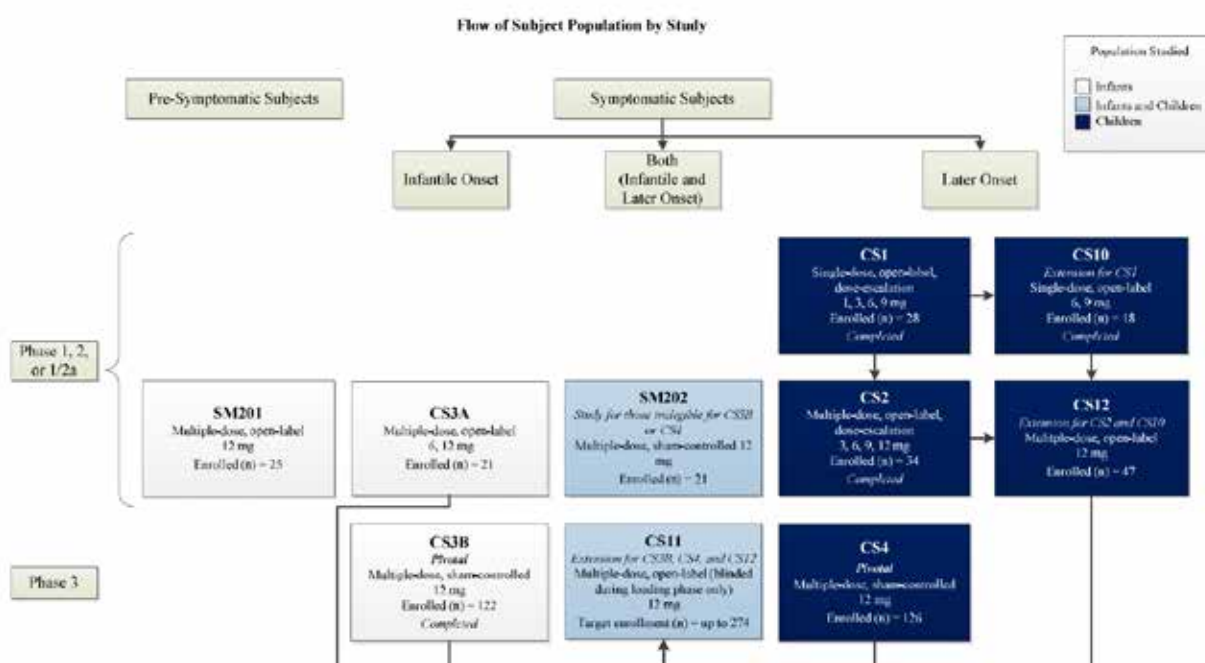 Flow of Subject Population by Study
Population Studied
Infants
Infants and Children
Children
Pre-Symptomatic Subjects
Symptomatic Subjects
Infantile Onset
Both
(Infantile and
Later Onset)
Later Onset
Phase 1, 2,
or 1/2a
CS1
Single-dose, open-label,
dose-escalation
1, 3, 6, 9 mg
Enrolled (n) = 28
Completed
CS10
Extension for CS1
Single-dose, open-label
6, 9 mg
Enrolled (n) = 18
Completed
SM201
Multiple-dose, open-label
12 mg
Enrolled (n) = 25
CS3A
Multiple-dose, open-label
6, 12 mg
Enrolled (n) = 21
SM202
Study for those ineligible for CS3B
or CS4
Multiple-dose, sham-controlled 12
mg
Enrolled (n) = 21
CS2
Multiple-dose, open-label,
dose-escalation
3, 6, 9, 12 mg
Enrolled (n) = 34
Completed
CS12
Extension for CS2 and CS10
Multiple-dose, open-label
12 mg
Enrolled (n) = 47
Phase 3
CS3B
Pivotal
Multiple-dose, sham-controlled
12 mg
Enrolled (n) = 122
Completed
CS11
Extension for CS3B, CS4, and CS12
Multiple-dose, open-label (blinded
during loading phase only)
12 mg
Target enrollment (n) = up to 274
CS4
Pivotal
Multiple-dose, sham-controlled
12 mg
Enrolled (n) = 126